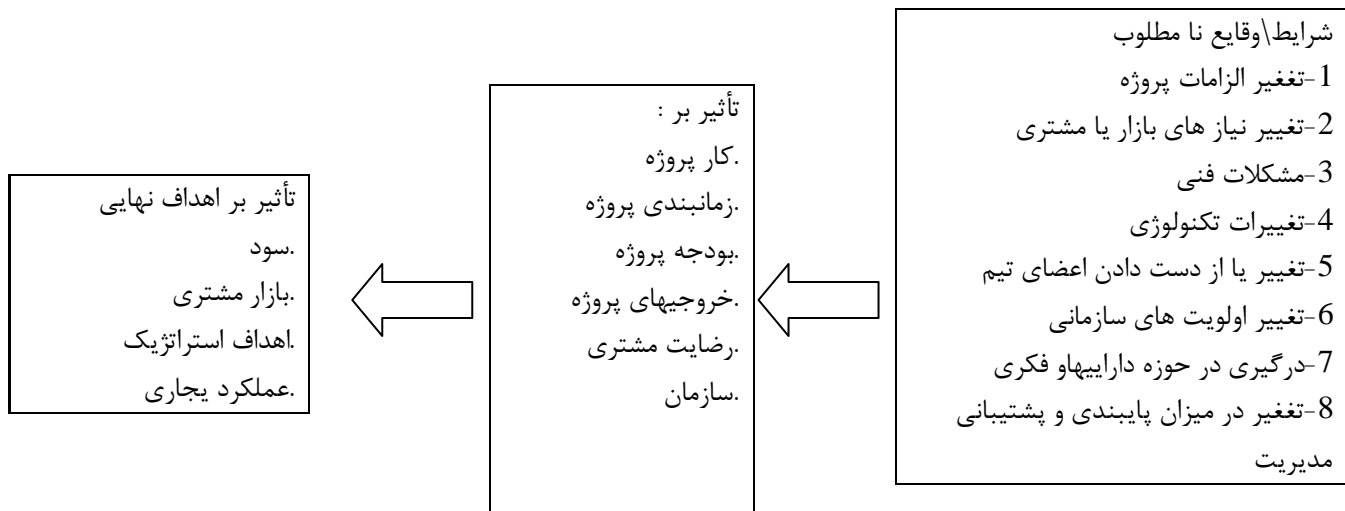 شرایط\وقایع نا مطلوب
1-تغغیر الزامات پروژه
2-تغییر نیاز های بازار یا مشتری
3-مشکلات فنی
4-تغییرات تکنولوژی
5-تغییر یا از دست دادن اعضای تیم
6-تغییر اولویت های سازمانی
7-درگیری در حوزه داراییهاو فکری
8-تغغیر در میزان پایبندی و پشتیبانی
مدیریت
تأثیر بر :
.کار پروژه
.زمانبندی پروژه
.بودجه پروژه
.خروجیهای پروژه
.رضایت مشتری
.سازمان
تأثیر بر اهداف نهایی
.سود
.بازار مشتری
.اهداف استراتژیک
.عملکرد یجاری